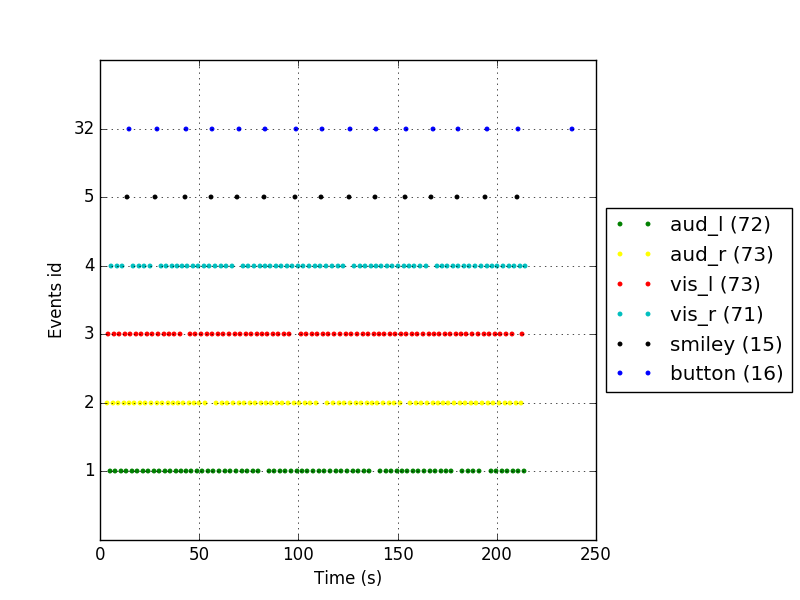 32
5
4
3
2
1
Events id
0 50 100 150 200 250
Time (s)
aud_l (72)
aud_r (73)
vis_l (73)
vis_r (71)
smiley (15)
button (16)